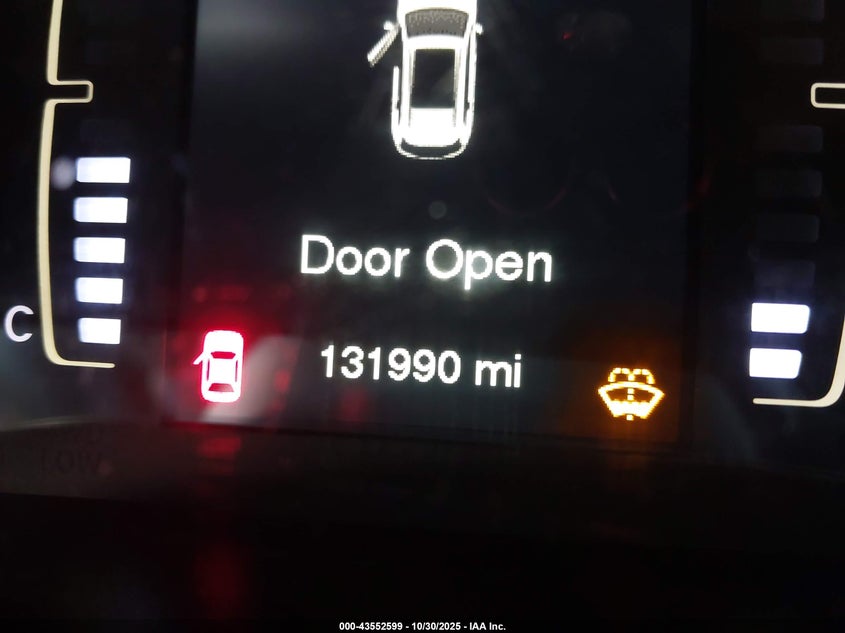 Door Open
C
131990 mi
000-43552599 - 10/30/2025 - IAA Inc.